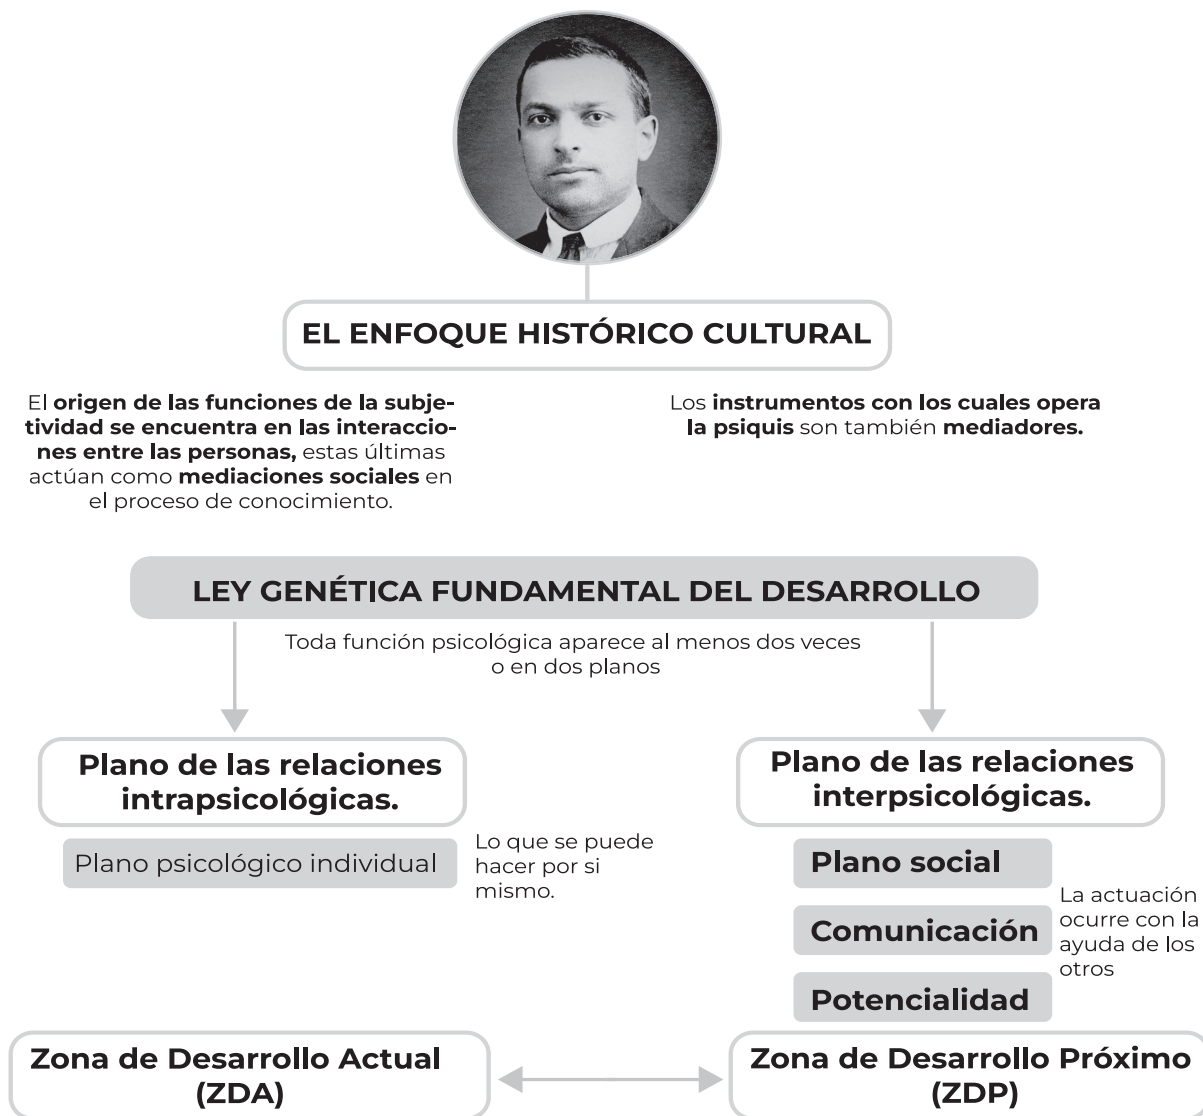 EL ENFOQUE HISTÓRICO CULTURAL
El origen de las funciones de la subje-
tividad se encuentra en las interaccio-
nes entre las personas, estas últimas
actúan como mediaciones sociales en
el proceso de conocimiento.
Los instrumentos con los cuales opera
la psiquis son también mediadores.
LEY GENÉTICA FUNDAMENTAL DEL DESARROLLO
Toda función psicológica aparece al menos dos veces
o en dos planos
Plano de las relaciones
intrapsicológicas.
Plano psicológico individual
Lo que se puede
hacer por si
mismo.
Plano de las relaciones
interpsicológicas.
Plano social
Comunicación
Potencialidad
La actuación
ocurre con la
ayuda de los
otros
Zona de Desarrollo Actual
(ZDA)
Zona de Desarrollo Próximo
(ZDP)